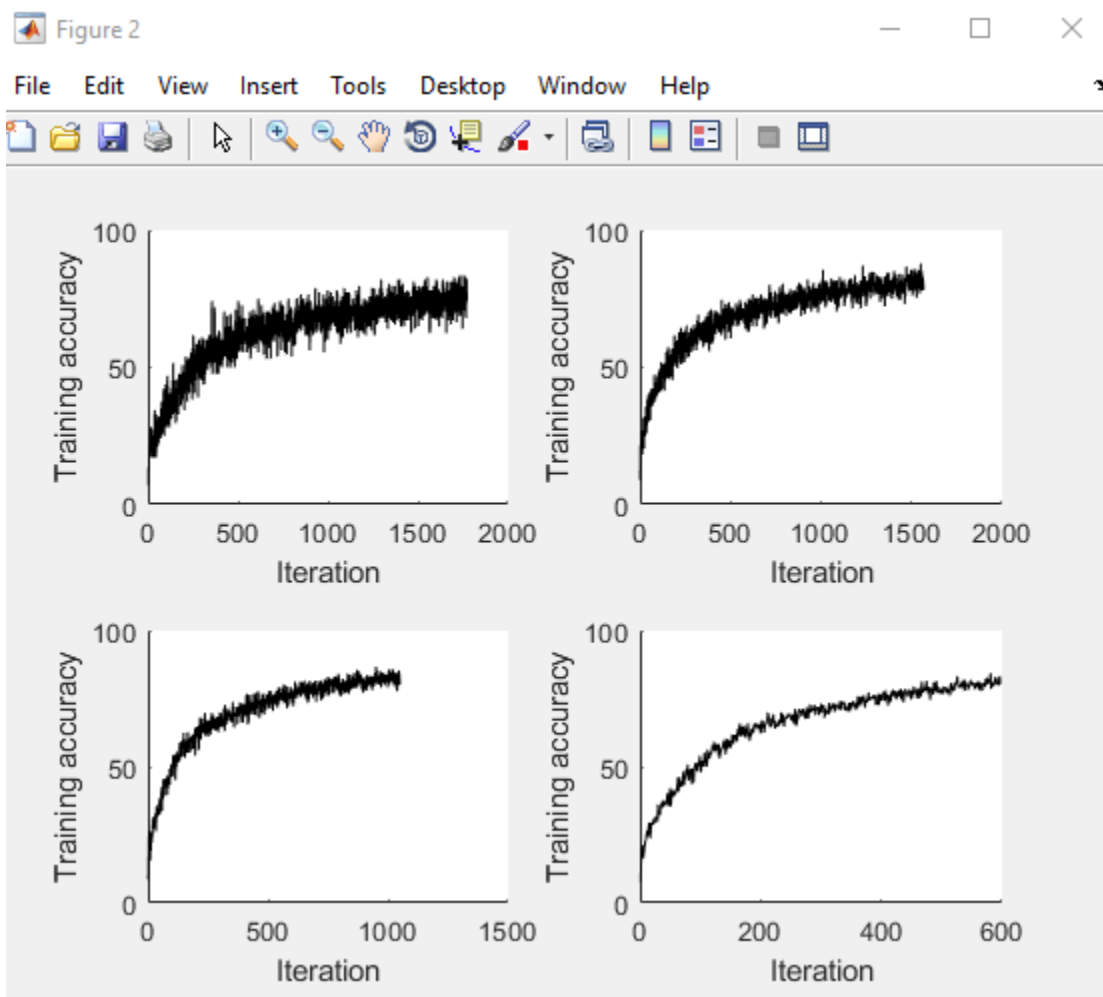 Figure 2
File Edit View Insert Tools Desktop Window Help
100
50
0
Training accuracy
0 500 1000 1500 2000
Iteration
100
50
0
Training accuracy
0 500 1000 1500 2000
Iteration
100
50
0
Training accuracy
0 500 1000 1500
Iteration
100
50
0
Training accuracy
0 200 400 600
Iteration